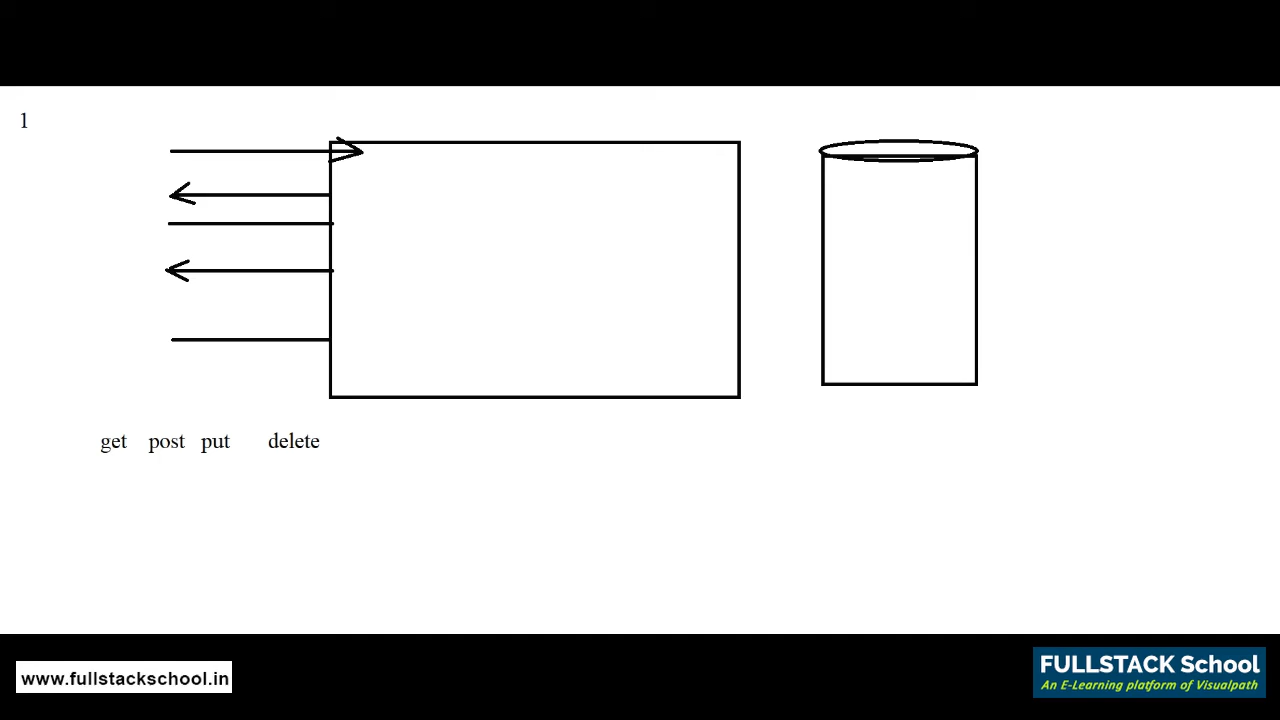 1
get post put delete
www.fullstackschool.in
FULLSTACK School
An E-Learning platform of Visualpath